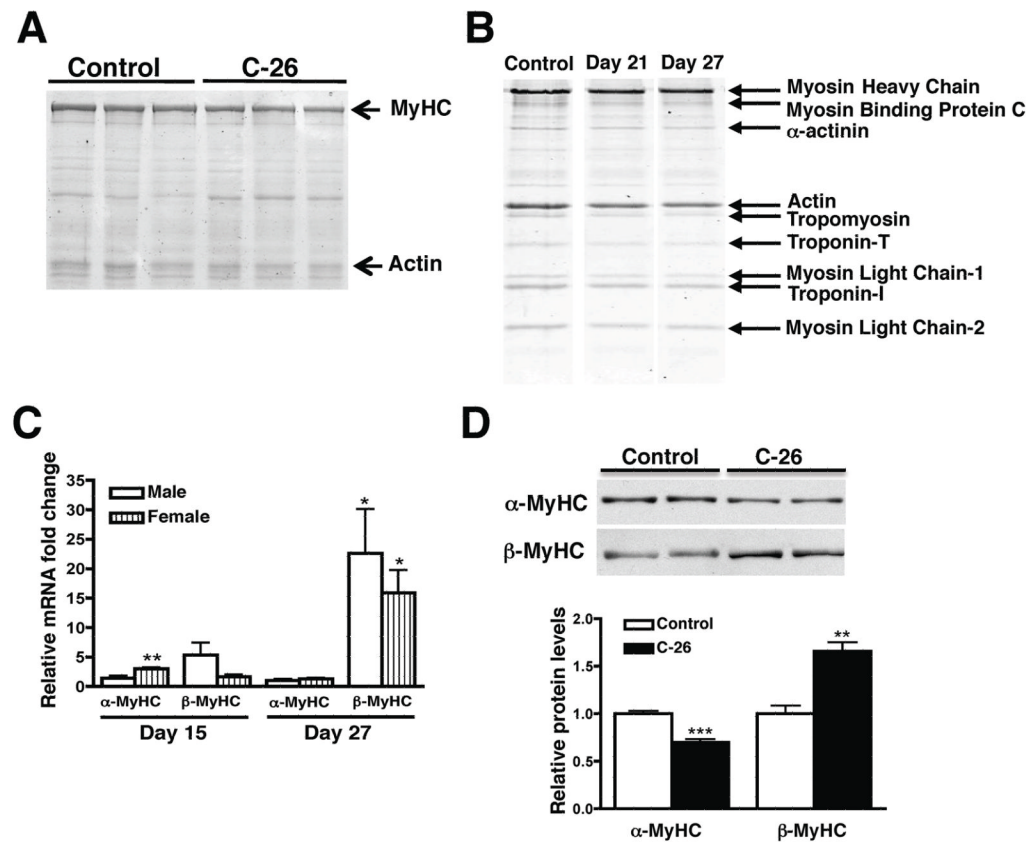 A
Control
C-26
MyHC
Actin
B
Control
Day 21
Day 27
Myosin Heavy Chain
Myosin Binding Protein C
α-actinin
Actin
Tropomyosin
Troponin-T
Myosin Light Chain-1
Troponin-I
Myosin Light Chain-2
C
Relative mRNA fold change
35
30
25
20
15
10
5
0
Male
Female
**
*
*
α-MyHC
β-MyHC
α-MyHC
β-MyHC
Day 15
Day 27
D
Control
C-26
α-MyHC
β-MyHC
Relative protein levels
2.0
1.5
1.0
0.5
0.0
Control
C-26
***
**
α-MyHC
β-MyHC